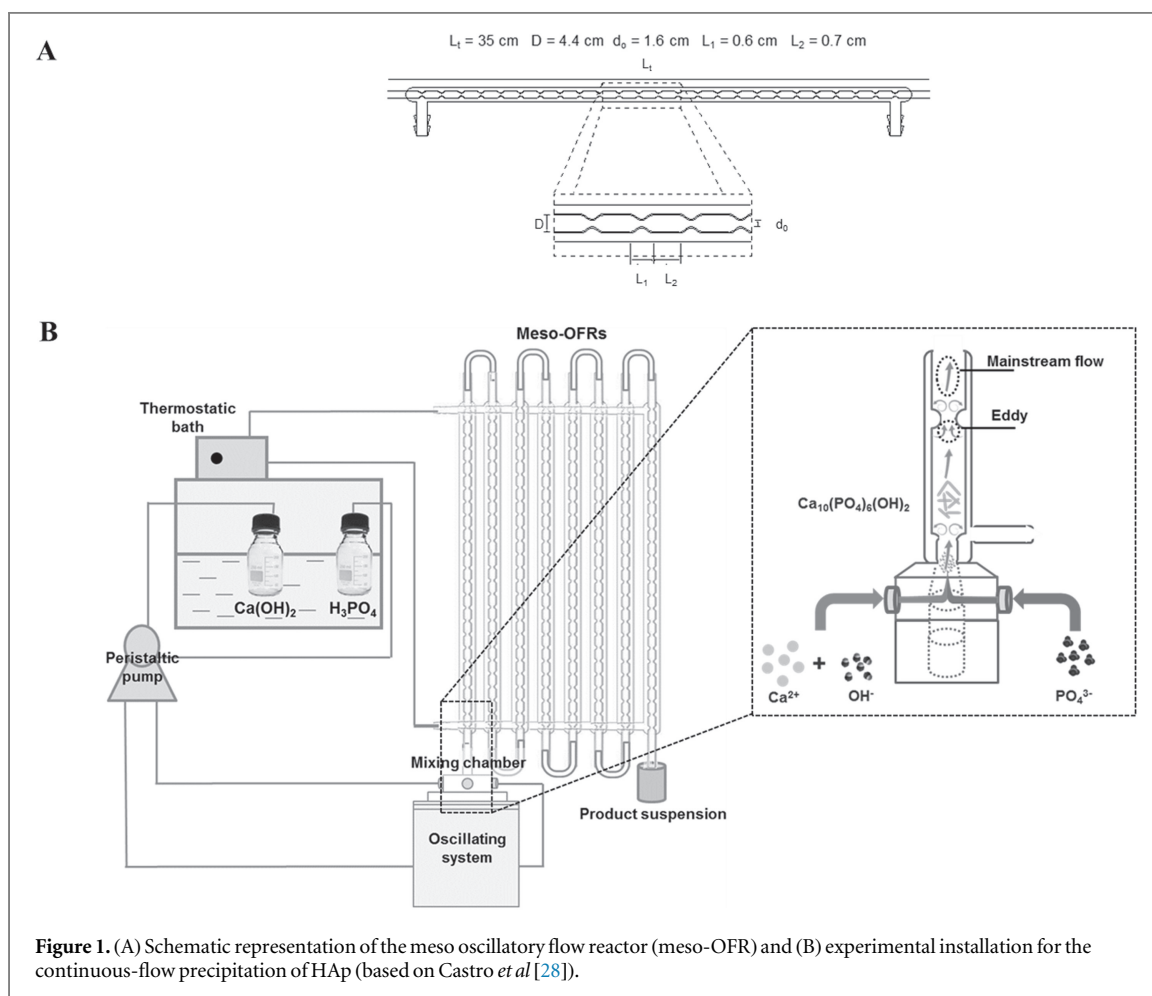 A
Lₜ = 35 cm D = 4.4 cm dₒ = 1.6 cm L₁ = 0.6 cm L₂ = 0.7 cm
Lₜ
D
dₒ
L₁ L₂
B
Meso-OFRs
Thermostatic
bath
Ca(OH)₂
H₃PO₄
Peristaltic
pump
Mixing chamber
Oscillating
system
Product suspension
Mainstream flow
Eddy
Ca₁₀(PO₄)₆(OH)₂
Ca²⁺
+
OH⁻
PO₄³⁻
Figure 1. (A) Schematic representation of the meso oscillatory flow reactor (meso-OFR) and (B) experimental installation for the
continuous-flow precipitation of HAp (based on Castro et al [28]).